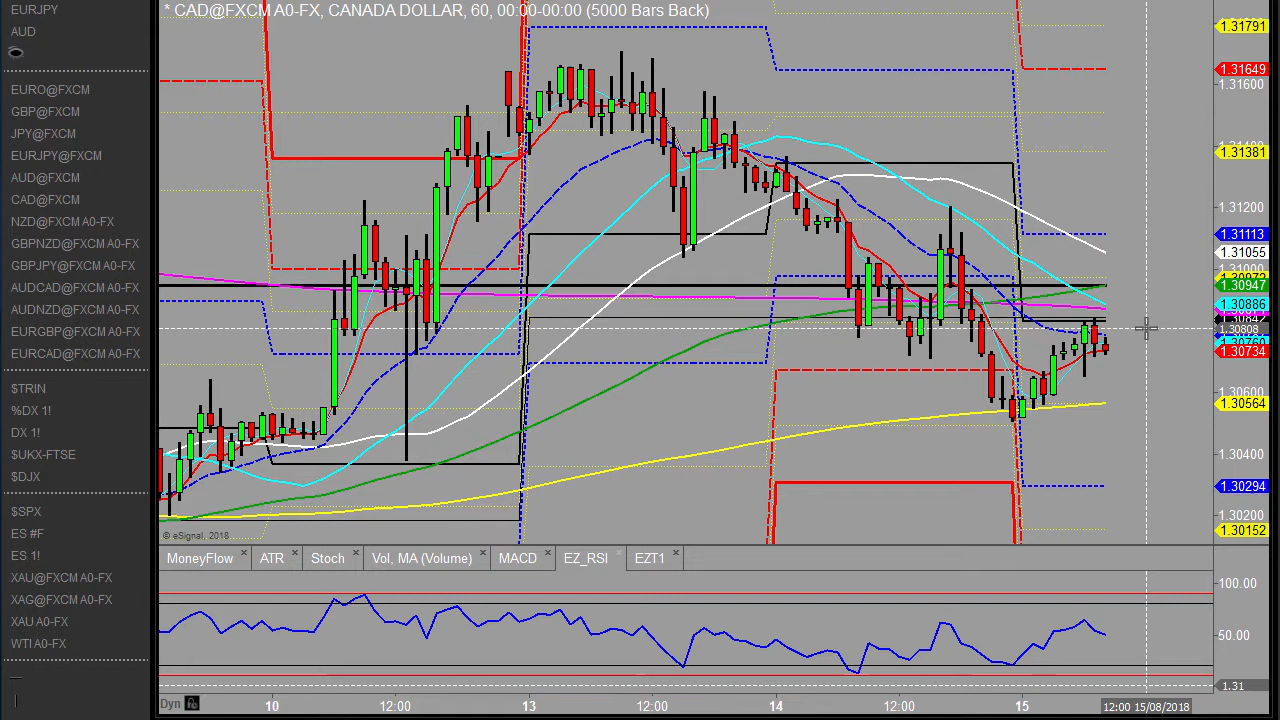 EURJPY
AUD
EURO@FXCM
GBP@FXCM
JPY@FXCM
EURJPY@FXCM
AUD@FXCM
CAD@FXCM
NZD@FXCM A0-FX
GBPNZD@FXCM A0-FX
GBPJPY@FXCM A0-FX
AUDCAD@FXCM A0-FX
AUDNZD@FXCM A0-FX
EURGBP@FXCM A0-FX
EURCAD@FXCM A0-FX
$TRIN
%DX 1!
DX 1!
$UKX-FTSE
$DJX
$SPX
ES #F
ES 1!
XAU@FXCM A0-FX
XAG@FXCM A0-FX
XAU A0-FX
WTI A0-FX
* CAD@FXCM A0-FX, CANADA DOLLAR, 60, 00:00-00:00 (5000 Bars Back)
1.31791
1.31649
1.31600
1.31381
1.31200
1.31113
1.31055
1.31000
1.30947
1.30886
1.30842
1.30808
1.30760
1.30734
1.30600
1.30564
1.30400
1.30294
1.30200
1.30152
© eSignal, 2018
MoneyFlow ATR Stoch Vol, MA (Volume) MACD EZ_RSI EZT1
100.00
50.00
1.31
Dyn 10 12:00 13 12:00 14 12:00 15 12:00 15/08/2018